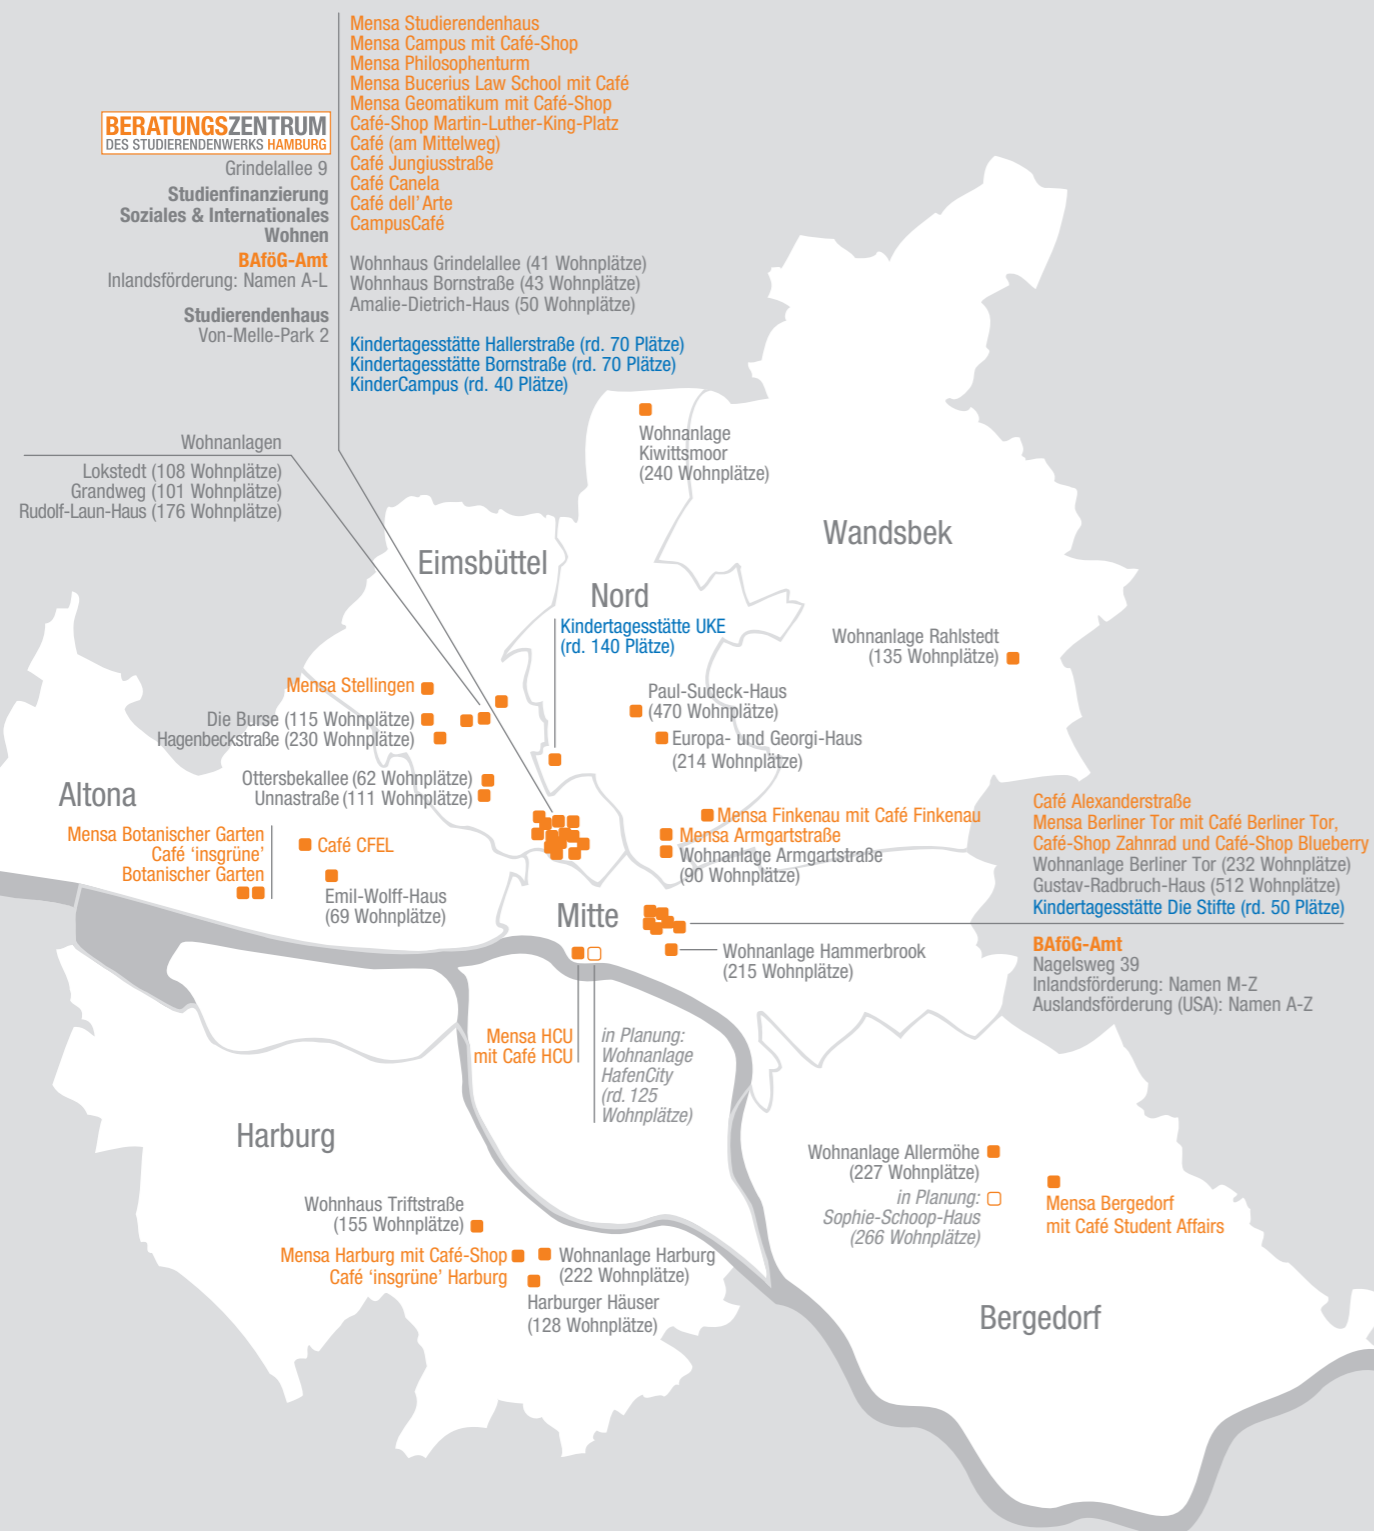 Mensa Studierendenhaus
Mensa Campus mit Café-Shop
Mensa Philosophenturm
Mensa Bucerius Law School mit Café
Mensa Geomatikum mit Café-Shop
Café-Shop Martin-Luther-King-Platz
Café (am Mittelweg)
Café Jungiusstraße
Café Canela
Café dell’Arte
CampusCafé
BERATUNGSZENTRUM
DES STUDIERENDENWERKS HAMBURG
Grindelallee 9
Studienfinanzierung
Soziales & Internationales
Wohnen
BAföG-Amt
Inlandsförderung: Namen A-L
Studierendenhaus
Von-Melle-Park 2
Wohnhaus Grindelallee (41 Wohnplätze)
Wohnhaus Bornstraße (43 Wohnplätze)
Amalie-Dietrich-Haus (50 Wohnplätze)
Kindertagesstätte Hallerstraße (rd. 70 Plätze)
Kindertagesstätte Bornstraße (rd. 70 Plätze)
KinderCampus (rd. 40 Plätze)
Wohnanlagen
Lokstedt (108 Wohnplätze)
Grandweg (101 Wohnplätze)
Rudolf-Laun-Haus (176 Wohnplätze)
Wohnanlage
Kiwittsmoor
(240 Wohnplätze)
Wandsbek
Eimsbüttel
Nord
Kindertagesstätte UKE
(rd. 140 Plätze)
Wohnanlage Rahlstedt
(135 Wohnplätze)
Mensa Stellingen
Die Burse (115 Wohnplätze)
Hagenbeckstraße (230 Wohnplätze)
Paul-Sudeck-Haus
(470 Wohnplätze)
Europa- und Georgi-Haus
(214 Wohnplätze)
Ottersbekallee (62 Wohnplätze)
Unnastraße (111 Wohnplätze)
Altona
Mensa Botanischer Garten
Café ‘insgrüne’
Botanischer Garten
Café CFEL
Emil-Wolff-Haus
(69 Wohnplätze)
Mensa Finkenau mit Café Finkenau
Mensa Armgartstraße
Wohnanlage Armgartstraße
(90 Wohnplätze)
Café Alexanderstraße
Mensa Berliner Tor mit Café Berliner Tor,
Café-Shop Zahnrad und Café-Shop Blueberry
Wohnanlage Berliner Tor (232 Wohnplätze)
Gustav-Radbruch-Haus (512 Wohnplätze)
Kindertagesstätte Die Stifte (rd. 50 Plätze)
BAföG-Amt
Nagelsweg 39
Inlandsförderung: Namen M-Z
Auslandsförderung (USA): Namen A-Z
Mitte
Wohnanlage Hammerbrook
(215 Wohnplätze)
Mensa HCU
mit Café HCU
in Planung:
Wohnanlage
HafenCity
(rd. 125
Wohnplätze)
Harburg
Wohnhaus Triftstraße
(155 Wohnplätze)
Mensa Harburg mit Café-Shop
Café ‘insgrüne’ Harburg
Wohnanlage Harburg
(222 Wohnplätze)
Harburger Häuser
(128 Wohnplätze)
Wohnanlage Allermöhe
(227 Wohnplätze)
in Planung:
Sophie-Schoop-Haus
(266 Wohnplätze)
Mensa Bergedorf
mit Café Student Affairs
Bergedorf